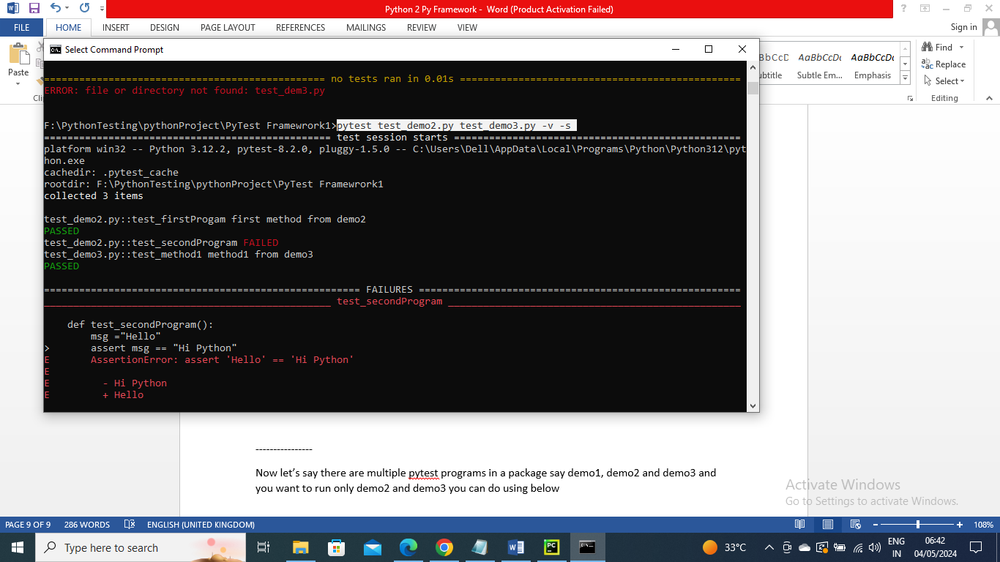 Python 2 Py Framework - Word (Product Activation Failed)
FILE HOME INSERT DESIGN PAGE LAYOUT REFERENCES MAILINGS REVIEW VIEW Sign in
Paste
Select Command Prompt
AaBbCcDc AaBbCcDc
Subtle Em... Emphasis
Find
Replace
Select
Editing
================================================ no tests ran in 0.01s ================================================
ERROR: file or directory not found: test_dem3.py
F:\PythonTesting\pythonProject\PyTest Framewrork1>pytest test_demo2.py test_demo3.py -v -s
================================================= test session starts =================================================
platform win32 -- Python 3.12.2, pytest-8.2.0, pluggy-1.5.0 -- C:\Users\Dell\AppData\Local\Programs\Python\Python312\pyt
hon.exe
cachedir: .pytest_cache
rootdir: F:\PythonTesting\pythonProject\PyTest Framewrork1
collected 3 items
test_demo2.py::test_firstProgam first method from demo2
PASSED
test_demo2.py::test_secondProgram FAILED
test_demo3.py::test_method1 method1 from demo3
PASSED
====================================================== FAILURES =======================================================
_________________________________________________ test_secondProgram __________________________________________________
def test_secondProgram():
msg ="Hello"
> assert msg == "Hi Python"
E AssertionError: assert 'Hello' == 'Hi Python'
E
E - Hi Python
E + Hello
----------------
Now let’s say there are multiple pytest programs in a package say demo1, demo2 and demo3 and
you want to run only demo2 and demo3 you can do using below
Activate Windows
Go to Settings to activate Windows.
PAGE 9 OF 9 286 WORDS ENGLISH (UNITED KINGDOM) 108%
Type here to search
33°C
ENG
IN
06:42
04/05/2024